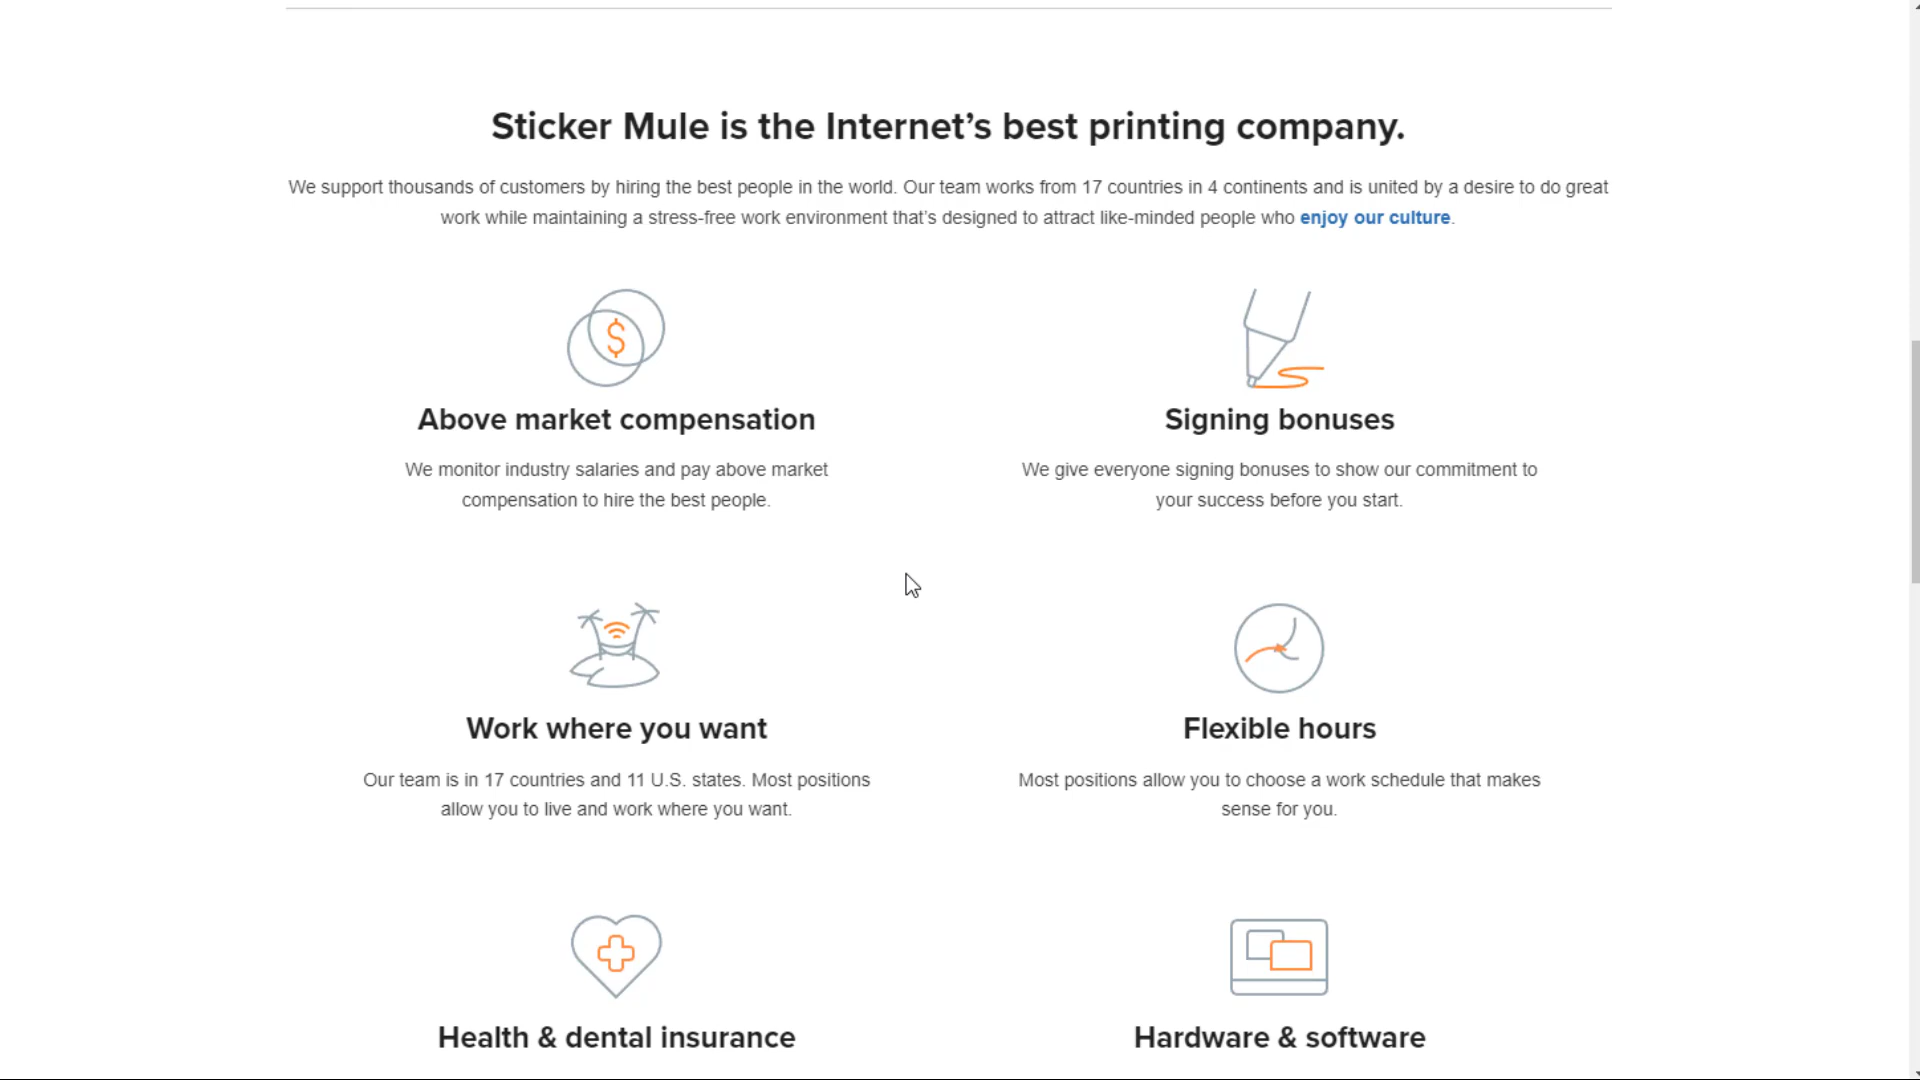 Sticker Mule is the Internet’s best printing company.
We support thousands of customers by hiring the best people in the world. Our team works from 17 countries in 4 continents and is united by a desire to do great
work while maintaining a stress-free work environment that’s designed to attract like-minded people who enjoy our culture.
$
Above market compensation
We monitor industry salaries and pay above market
compensation to hire the best people.
Signing bonuses
We give everyone signing bonuses to show our commitment to
your success before you start.
Work where you want
Our team is in 17 countries and 11 U.S. states. Most positions
allow you to live and work where you want.
Flexible hours
Most positions allow you to choose a work schedule that makes
sense for you.
Health & dental insurance
Hardware & software